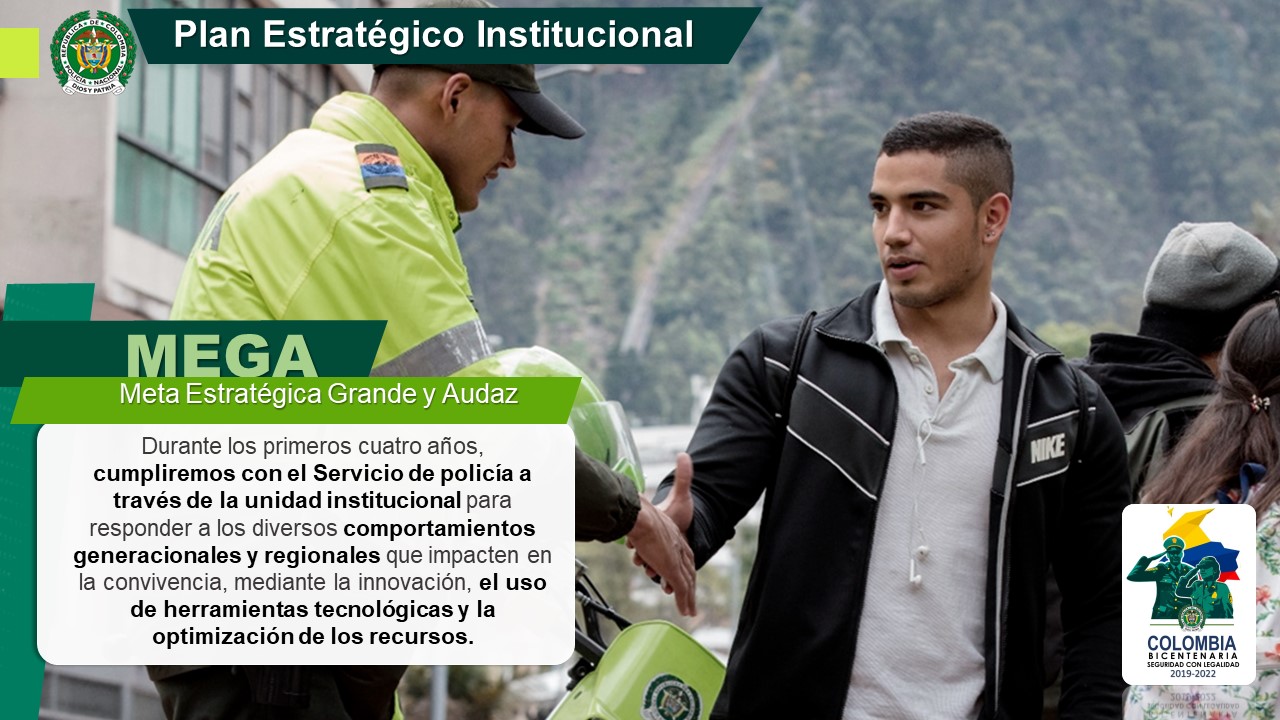 Plan Estratégico Institucional
REPÚBLICA DE COLOMBIA
POLICÍA NACIONAL
DIOS Y PATRIA
MEGA
Meta Estratégica Grande y Audaz
Durante los primeros cuatro años,
cumpliremos con el Servicio de policía a
través de la unidad institucional para
responder a los diversos comportamientos
generacionales y regionales que impacten en
la convivencia, mediante la innovación, el uso
de herramientas tecnológicas y la
optimización de los recursos.
NIKE
COLOMBIA
BICENTENARIA
SEGURIDAD CON LEGALIDAD
2019-2022